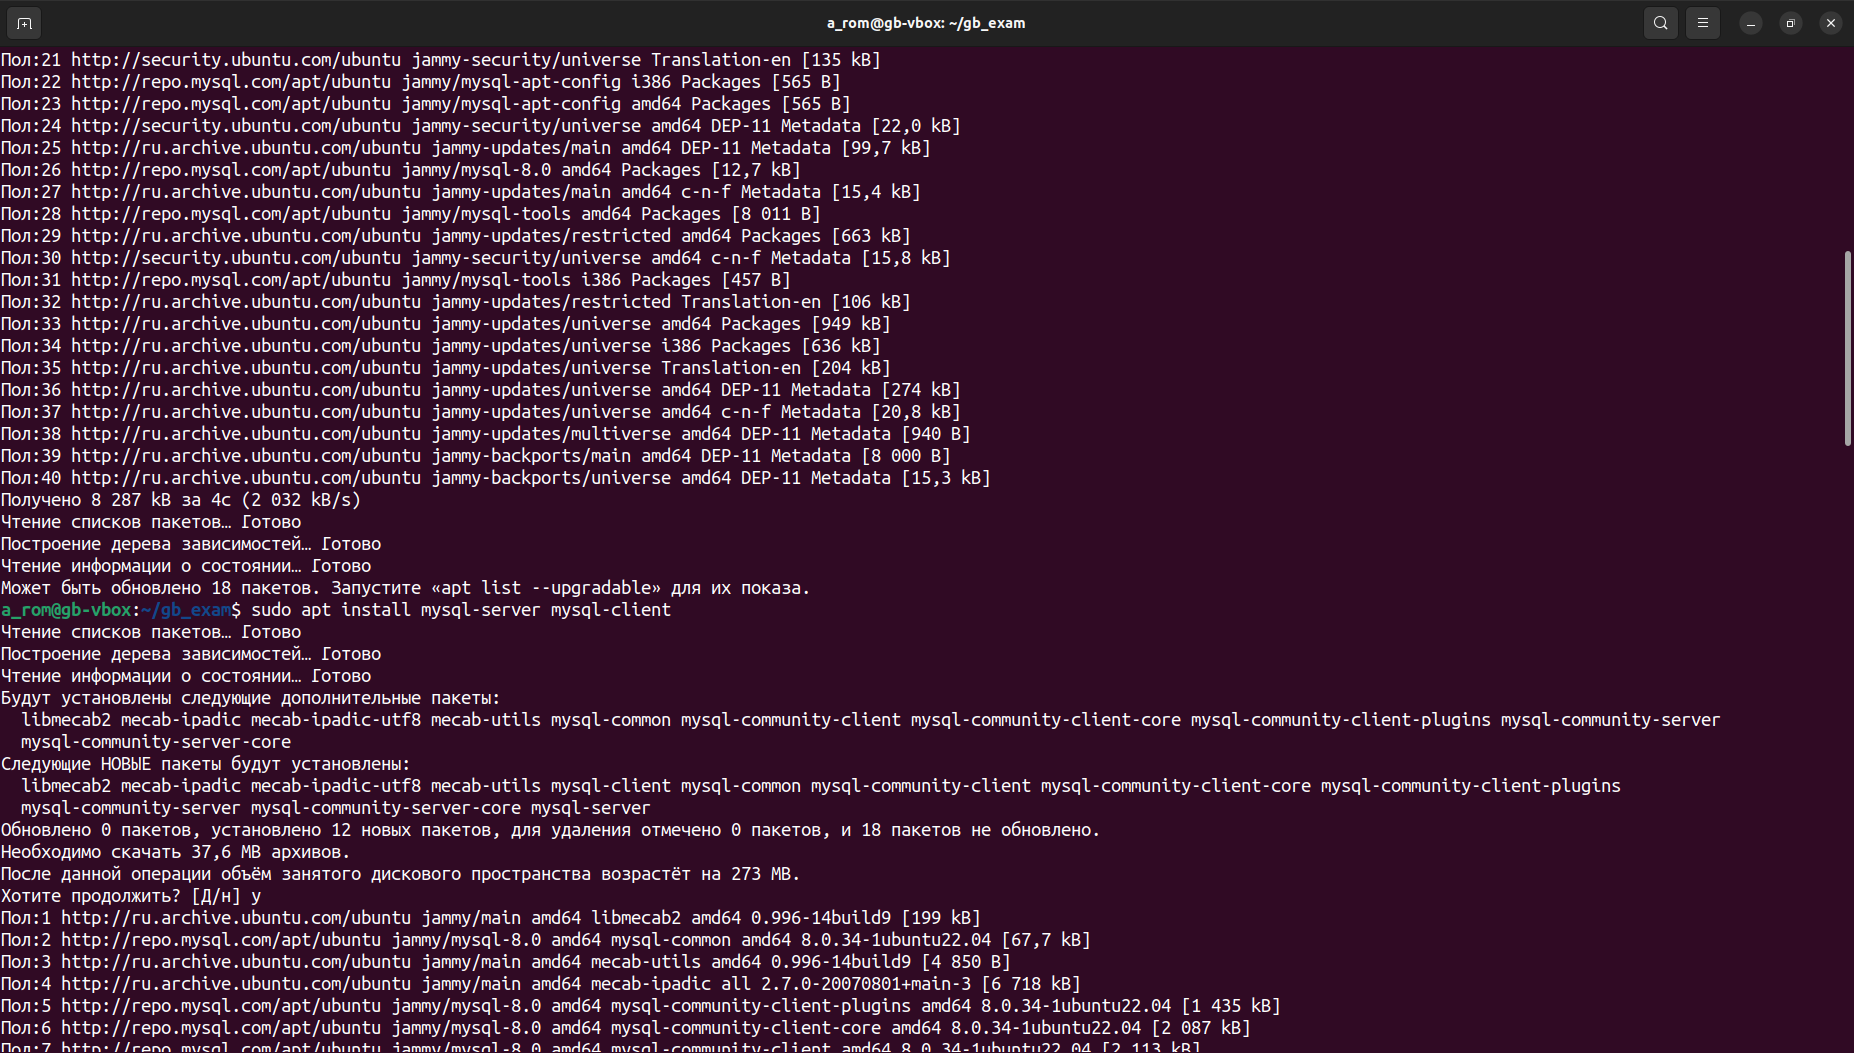 a_rom@gb-vbox: ~/gb_exam
Пол:21 http://security.ubuntu.com/ubuntu jammy-security/universe Translation-en [135 kB]
Пол:22 http://repo.mysql.com/apt/ubuntu jammy/mysql-apt-config i386 Packages [565 B]
Пол:23 http://repo.mysql.com/apt/ubuntu jammy/mysql-apt-config amd64 Packages [565 B]
Пол:24 http://security.ubuntu.com/ubuntu jammy-security/universe amd64 DEP-11 Metadata [22,0 kB]
Пол:25 http://ru.archive.ubuntu.com/ubuntu jammy-updates/main amd64 DEP-11 Metadata [99,7 kB]
Пол:26 http://repo.mysql.com/apt/ubuntu jammy/mysql-8.0 amd64 Packages [12,7 kB]
Пол:27 http://ru.archive.ubuntu.com/ubuntu jammy-updates/main amd64 c-n-f Metadata [15,4 kB]
Пол:28 http://repo.mysql.com/apt/ubuntu jammy/mysql-tools amd64 Packages [8 011 B]
Пол:29 http://ru.archive.ubuntu.com/ubuntu jammy-updates/restricted amd64 Packages [663 kB]
Пол:30 http://security.ubuntu.com/ubuntu jammy-security/universe amd64 c-n-f Metadata [15,8 kB]
Пол:31 http://repo.mysql.com/apt/ubuntu jammy/mysql-tools i386 Packages [457 B]
Пол:32 http://ru.archive.ubuntu.com/ubuntu jammy-updates/restricted Translation-en [106 kB]
Пол:33 http://ru.archive.ubuntu.com/ubuntu jammy-updates/universe amd64 Packages [949 kB]
Пол:34 http://ru.archive.ubuntu.com/ubuntu jammy-updates/universe i386 Packages [636 kB]
Пол:35 http://ru.archive.ubuntu.com/ubuntu jammy-updates/universe Translation-en [204 kB]
Пол:36 http://ru.archive.ubuntu.com/ubuntu jammy-updates/universe amd64 DEP-11 Metadata [274 kB]
Пол:37 http://ru.archive.ubuntu.com/ubuntu jammy-updates/universe amd64 c-n-f Metadata [20,8 kB]
Пол:38 http://ru.archive.ubuntu.com/ubuntu jammy-updates/multiverse amd64 DEP-11 Metadata [940 B]
Пол:39 http://ru.archive.ubuntu.com/ubuntu jammy-backports/main amd64 DEP-11 Metadata [8 000 B]
Пол:40 http://ru.archive.ubuntu.com/ubuntu jammy-backports/universe amd64 DEP-11 Metadata [15,3 kB]
Получено 8 287 kB за 4с (2 032 kB/s)
Чтение списков пакетов… Готово
Построение дерева зависимостей… Готово
Чтение информации о состоянии… Готово
Может быть обновлено 18 пакетов. Запустите «apt list --upgradable» для их показа.
a_rom@gb-vbox:~/gb_exam$ sudo apt install mysql-server mysql-client
Чтение списков пакетов… Готово
Построение дерева зависимостей… Готово
Чтение информации о состоянии… Готово
Будут установлены следующие дополнительные пакеты:
libmecab2 mecab-ipadic mecab-ipadic-utf8 mecab-utils mysql-common mysql-community-client mysql-community-client-core mysql-community-client-plugins mysql-community-server
mysql-community-server-core
Следующие НОВЫЕ пакеты будут установлены:
libmecab2 mecab-ipadic mecab-ipadic-utf8 mecab-utils mysql-client mysql-common mysql-community-client mysql-community-client-core mysql-community-client-plugins
mysql-community-server mysql-community-server-core mysql-server
Обновлено 0 пакетов, установлено 12 новых пакетов, для удаления отмечено 0 пакетов, и 18 пакетов не обновлено.
Необходимо скачать 37,6 MB архивов.
После данной операции объём занятого дискового пространства возрастёт на 273 MB.
Хотите продолжить? [Д/н] y
Пол:1 http://ru.archive.ubuntu.com/ubuntu jammy/main amd64 libmecab2 amd64 0.996-14build9 [199 kB]
Пол:2 http://repo.mysql.com/apt/ubuntu jammy/mysql-8.0 amd64 mysql-common amd64 8.0.34-1ubuntu22.04 [67,7 kB]
Пол:3 http://ru.archive.ubuntu.com/ubuntu jammy/main amd64 mecab-utils amd64 0.996-14build9 [4 850 B]
Пол:4 http://ru.archive.ubuntu.com/ubuntu jammy/main amd64 mecab-ipadic all 2.7.0-20070801+main-3 [6 718 kB]
Пол:5 http://repo.mysql.com/apt/ubuntu jammy/mysql-8.0 amd64 mysql-community-client-plugins amd64 8.0.34-1ubuntu22.04 [1 435 kB]
Пол:6 http://repo.mysql.com/apt/ubuntu jammy/mysql-8.0 amd64 mysql-community-client-core amd64 8.0.34-1ubuntu22.04 [2 087 kB]
Пол:7 http://repo.mysql.com/apt/ubuntu jammy/mysql-8.0 amd64 mysql-community-client amd64 8.0.34-1ubuntu22.04 [2 113 kB]